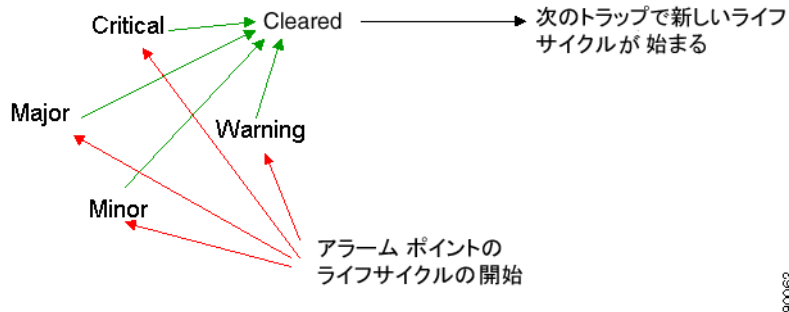 Critical
Cleared
次のトラップで新しいライフ
サイクルが 始まる
Major
Warning
Minor
アラーム ポイントの
ライフサイクルの開始